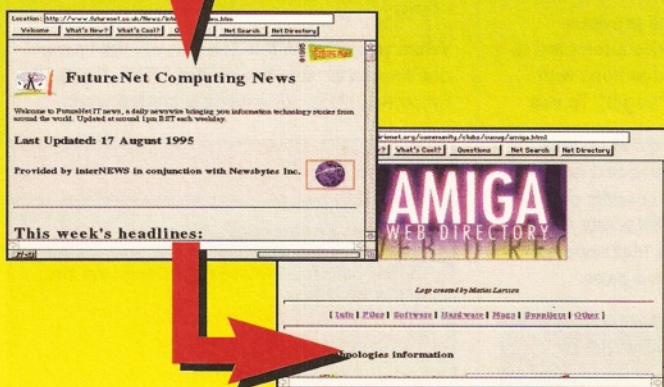 Location: http://www.futurenet.co.uk/News/
Welcome What's New? What's Cool? Net Search Net Directory
©1995
FutureNet Computing News
Welcome to FutureNet IT news, a daily newswire bringing you information technology stories from
around the world. Updated at around 1pm BST each weekday.
Last Updated: 17 August 1995
Provided by interNEWS in conjunction with Newsbytes Inc.
This week's headlines:
What's Cool? Questions Net Search Net Directory
AMIGA
WEB DIRECTORY
Logo created by Matias Larsson
[ Info | Files | Software | Hardware | Mags | Suppliers | Other ]
hnologies information